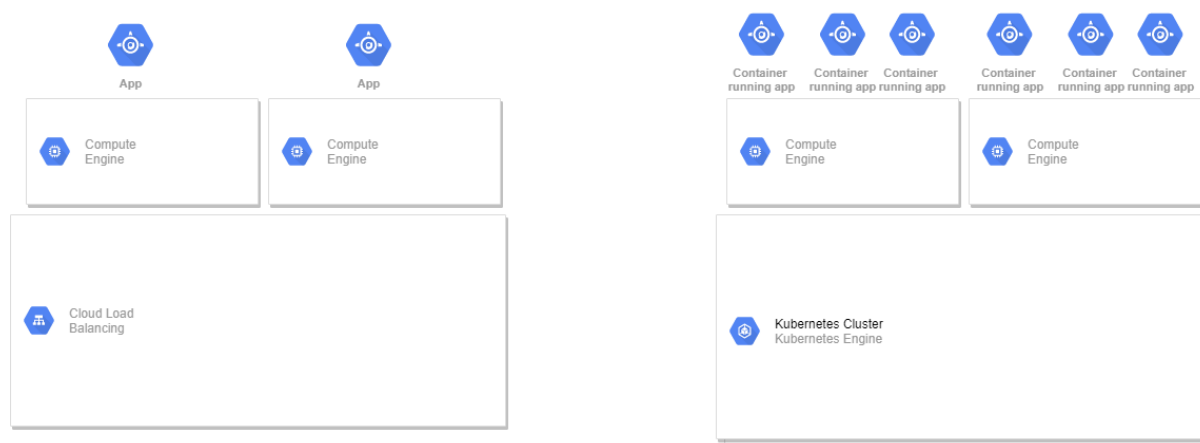 App
App
Compute
Engine
Compute
Engine
Cloud Load
Balancing
Container
running app
Container
running app
Container
running app
Container
running app
Container
running app
Container
running app
Compute
Engine
Compute
Engine
Kubernetes Cluster
Kubernetes Engine